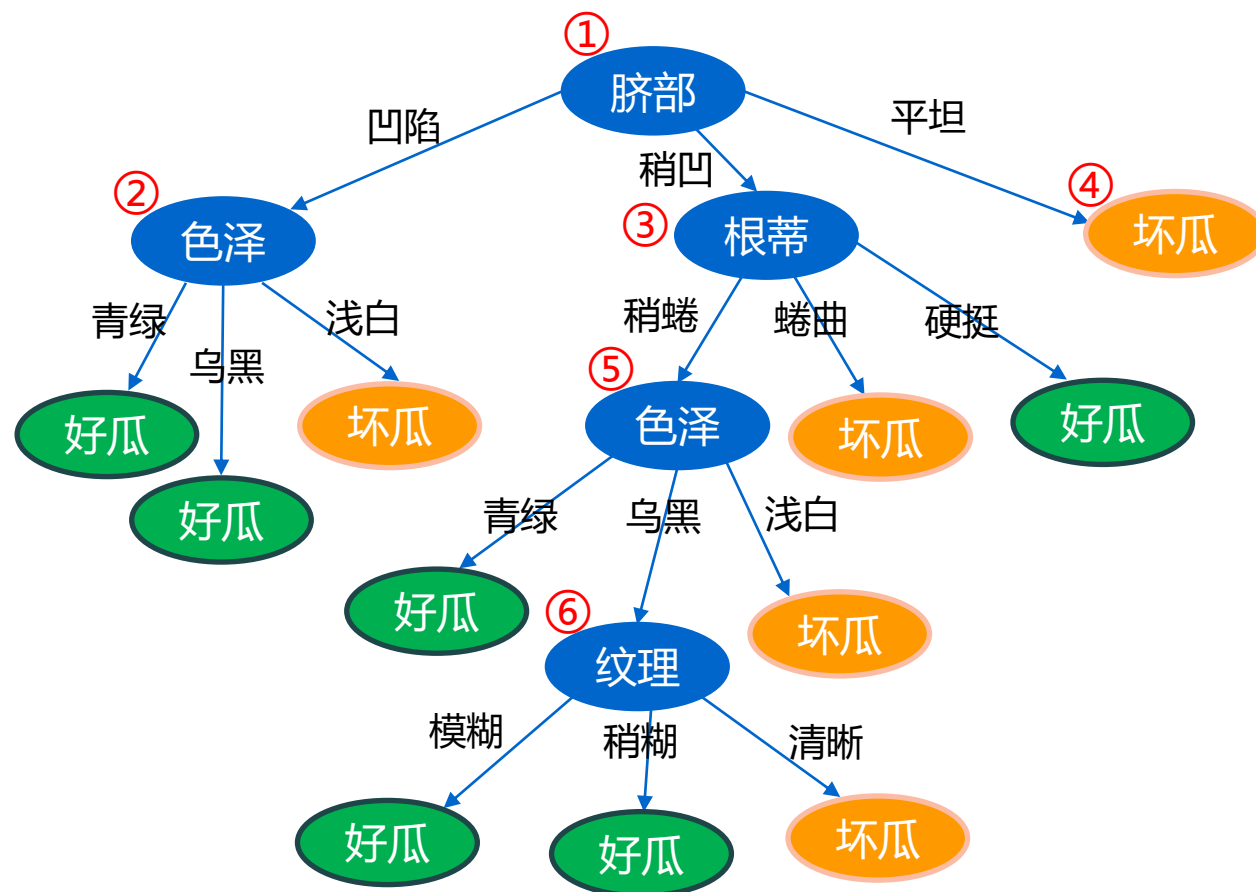 ①
脐部
凹陷
稍凹
平坦
②
色泽
③
根蒂
④
坏瓜
青绿
乌黑
浅白
稍蜷
蜷曲
硬挺
好瓜
好瓜
坏瓜
⑤
色泽
坏瓜
好瓜
青绿
乌黑
浅白
好瓜
⑥
纹理
坏瓜
模糊
稍糊
清晰
好瓜
好瓜
坏瓜